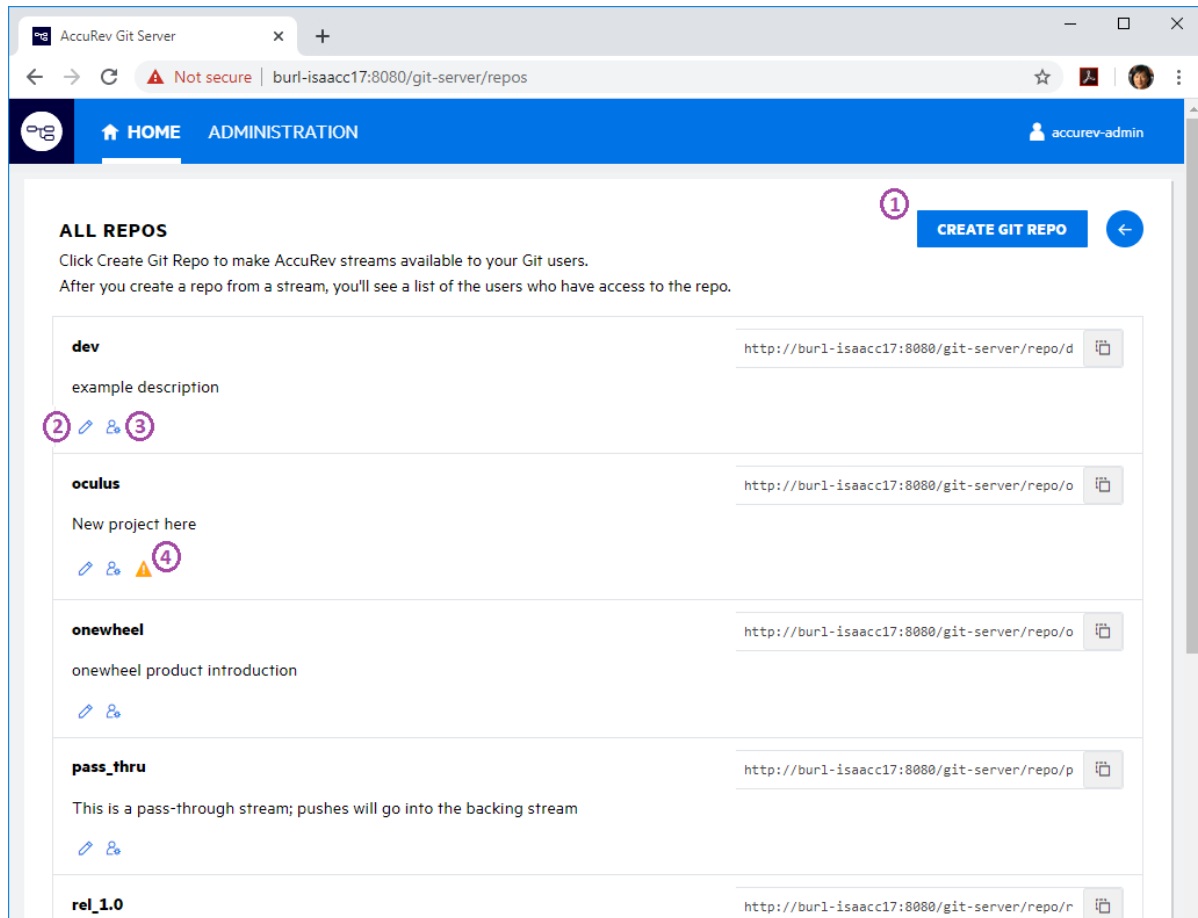 AccuRev Git Server
Not secure | burl-isaacc17:8080/git-server/repos
HOME ADMINISTRATION accurev-admin
1
ALL REPOS CREATE GIT REPO
Click Create Git Repo to make AccuRev streams available to your Git users.
After you create a repo from a stream, you'll see a list of the users who have access to the repo.
dev http://burl-isaacc17:8080/git-server/repo/d
example description
2 3
oculus http://burl-isaacc17:8080/git-server/repo/o
New project here
4
onewheel http://burl-isaacc17:8080/git-server/repo/o
onewheel product introduction
pass_thru http://burl-isaacc17:8080/git-server/repo/p
This is a pass-through stream; pushes will go into the backing stream
rel_1.0 http://burl-isaacc17:8080/git-server/repo/r